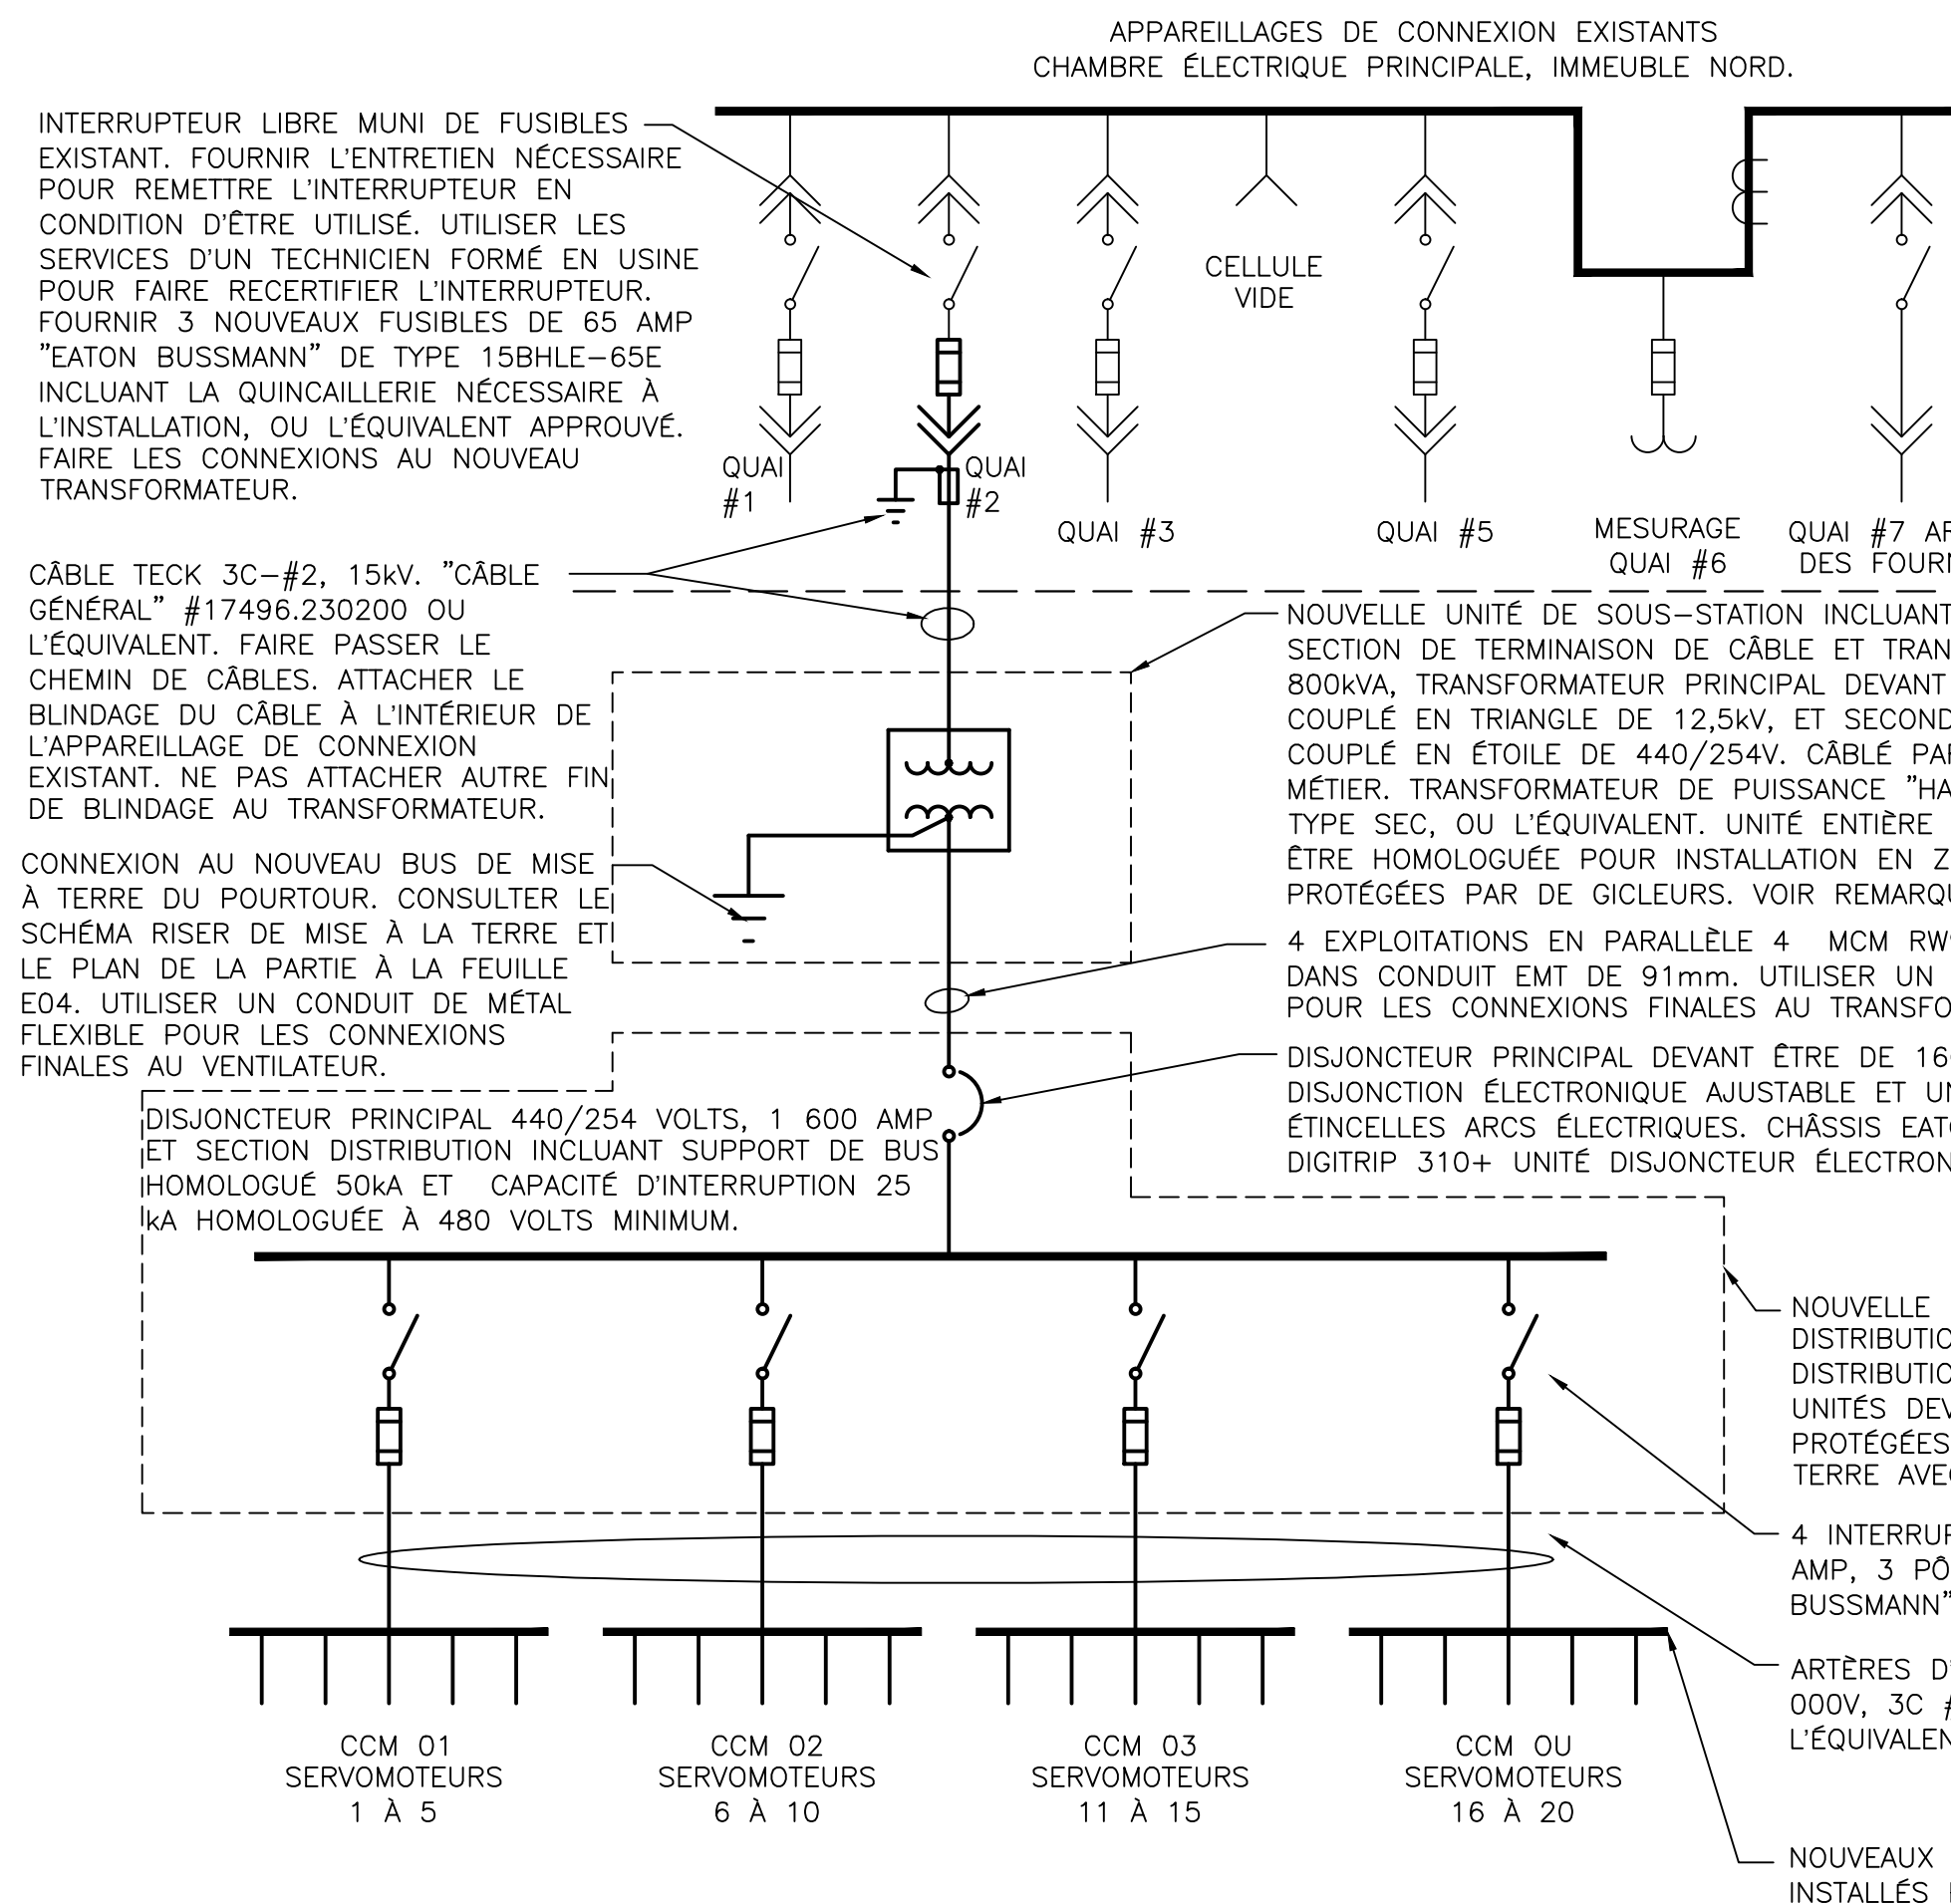 APPAREILLAGES DE CONNEXION EXISTANTS
CHAMBRE ÉLECTRIQUE PRINCIPALE, IMMEUBLE NORD.
INTERRUPTEUR LIBRE MUNI DE FUSIBLES
EXISTANT. FOURNIR L'ENTRETIEN NÉCESSAIRE
POUR REMETTRE L'INTERRUPTEUR EN
CONDITION D'ÊTRE UTILISÉ. UTILISER LES
SERVICES D'UN TECHNICIEN FORMÉ EN USINE
POUR FAIRE RECERTIFIER L'INTERRUPTEUR.
FOURNIR 3 NOUVEAUX FUSIBLES DE 65 AMP
"EATON BUSSMANN" DE TYPE 15BHLE-65E
INCLUANT LA QUINCAILLERIE NÉCESSAIRE À
L'INSTALLATION, OU L'ÉQUIVALENT APPROUVÉ.
FAIRE LES CONNEXIONS AU NOUVEAU
TRANSFORMATEUR.
CELLULE
VIDE
QUAI
#1
QUAI
#2
QUAI #3
QUAI #5
MESURAGE
QUAI #6
QUAI #7
DES
CÂBLE TECK 3C-#2, 15kV. "CÂBLE
GÉNÉRAL" #17496.230200 OU
L'ÉQUIVALENT. FAIRE PASSER LE
CHEMIN DE CÂBLES. ATTACHER LE
BLINDAGE DU CÂBLE À L'INTÉRIEUR DE
L'APPAREILLAGE DE CONNEXION
EXISTANT. NE PAS ATTACHER AUTRE FIN
DE BLINDAGE AU TRANSFORMATEUR.
CONNEXION AU NOUVEAU BUS DE MISE
À TERRE DU POURTOUR. CONSULTER LE
SCHÉMA RISER DE MISE À LA TERRE ET
LE PLAN DE LA PARTIE À LA FEUILLE
E04. UTILISER UN CONDUIT DE MÉTAL
FLEXIBLE POUR LES CONNEXIONS
FINALES AU VENTILATEUR.
NOUVELLE UNITÉ DE SOUS-STATION INCLUANT
SECTION DE TERMINAISON DE CÂBLE ET
800kVA, TRANSFORMATEUR PRINCIPAL DEVANT
COUPLÉ EN TRIANGLE DE 12,5kV, ET
COUPLÉ EN ÉTOILE DE 440/254V. CÂBLÉ
MÉTIER. TRANSFORMATEUR DE PUISSANCE
TYPE SEC, OU L'ÉQUIVALENT. UNITÉ ENTIÈRE
ÊTRE HOMOLOGUÉE POUR INSTALLATION EN
PROTÉGÉES PAR DE GICLEURS. VOIR
4 EXPLOITATIONS EN PARALLÈLE 4 MCM
DANS CONDUIT EMT DE 91mm. UTILISER UN
POUR LES CONNEXIONS FINALES AU
DISJONCTEUR PRINCIPAL DEVANT ÊTRE DE
DISJONCTION ÉLECTRONIQUE AJUSTABLE ET
ÉTINCELLES ARCS ÉLECTRIQUES. CHÂSSIS
DIGITRIP 310+ UNITÉ DISJONCTEUR
DISJONCTEUR PRINCIPAL 440/254 VOLTS, 1 600 AMP
ET SECTION DISTRIBUTION INCLUANT SUPPORT DE BUS
HOMOLOGUÉ 50kA ET CAPACITÉ D'INTERRUPTION 25
kA HOMOLOGUÉE À 480 VOLTS MINIMUM.
NOUVELLE
UNITÉS
PROTÉGÉES
TERRE
4
AMP, 3
BUSSMANN"
ARTÈRES
000V, 3C
CCM 01
SERVOMOTEURS
1 À 5
CCM 02
SERVOMOTEURS
6 À 10
CCM 03
SERVOMOTEURS
11 À 15
CCM OU
SERVOMOTEURS
16 À 20
NOUVEAUX
INSTALLÉS